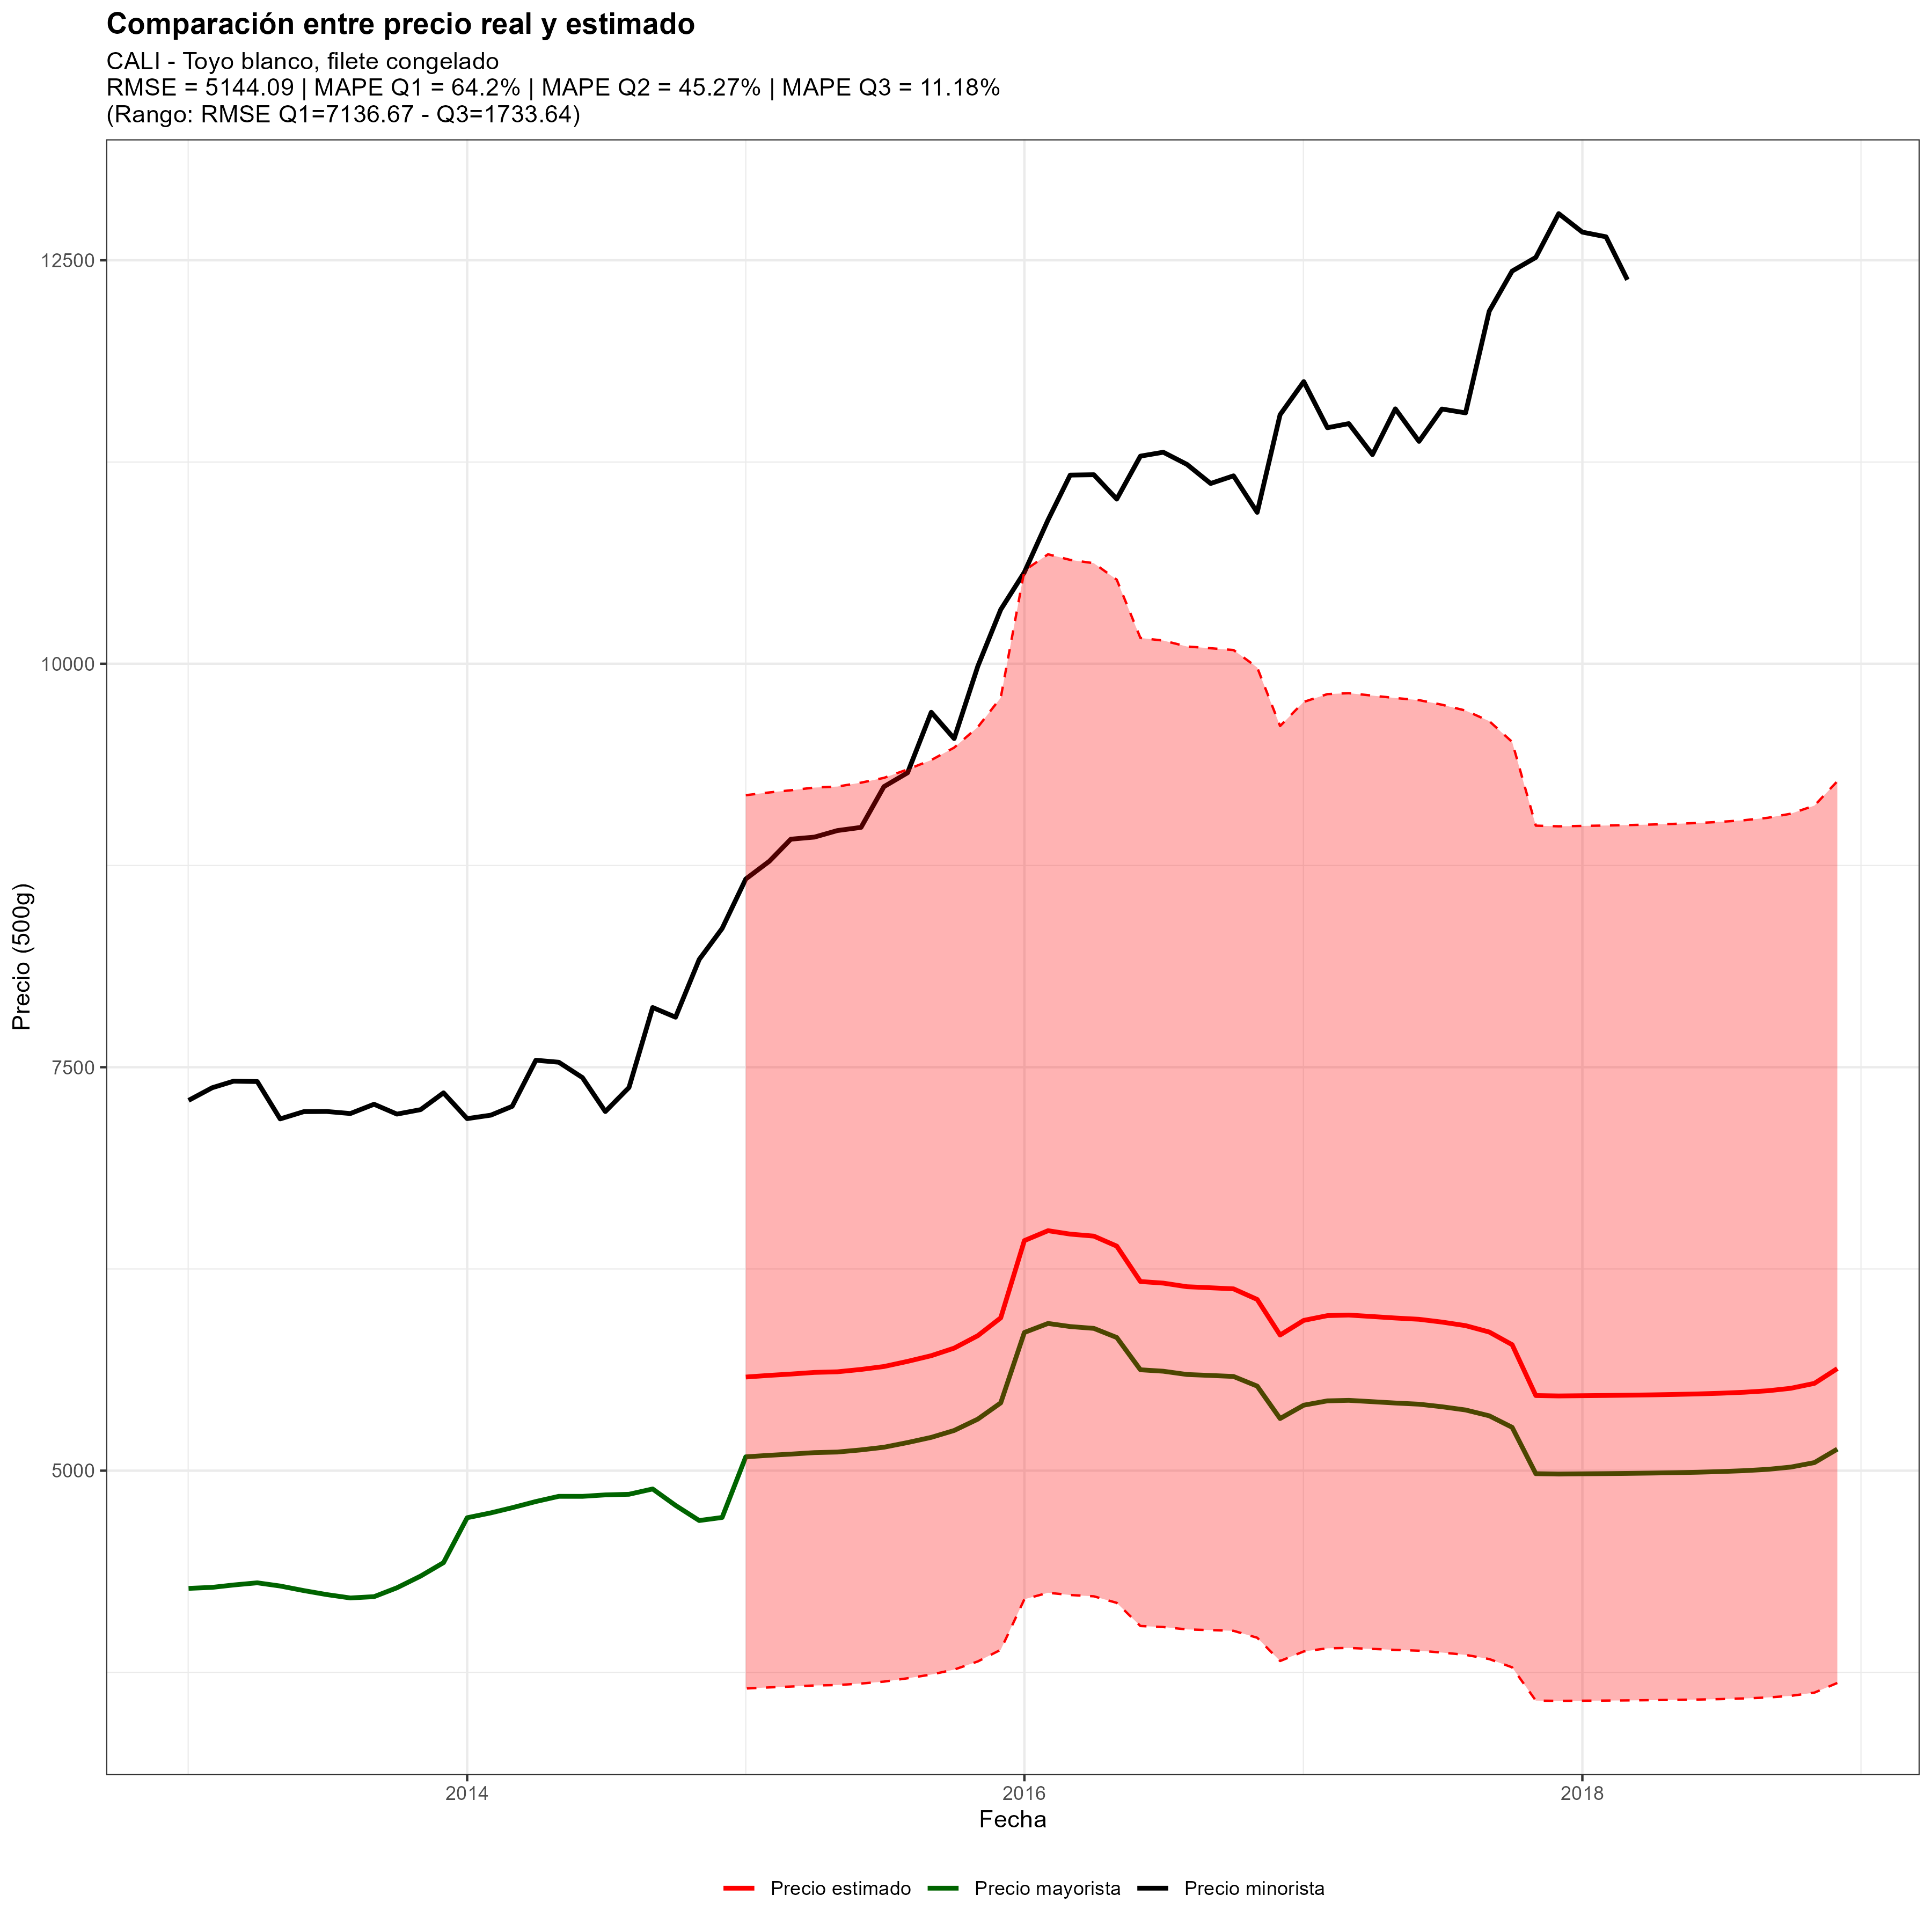 Comparación entre precio real y estimado
CALI - Toyo blanco, filete congelado
RMSE = 5144.09 | MAPE Q1 = 64.2% | MAPE Q2 = 45.27% | MAPE Q3 = 11.18%
(Rango: RMSE Q1=7136.67 - Q3=1733.64)
Precio (500g)
12500
10000
7500
5000
2014 2016 2018
Fecha
Precio estimado Precio mayorista Precio minorista